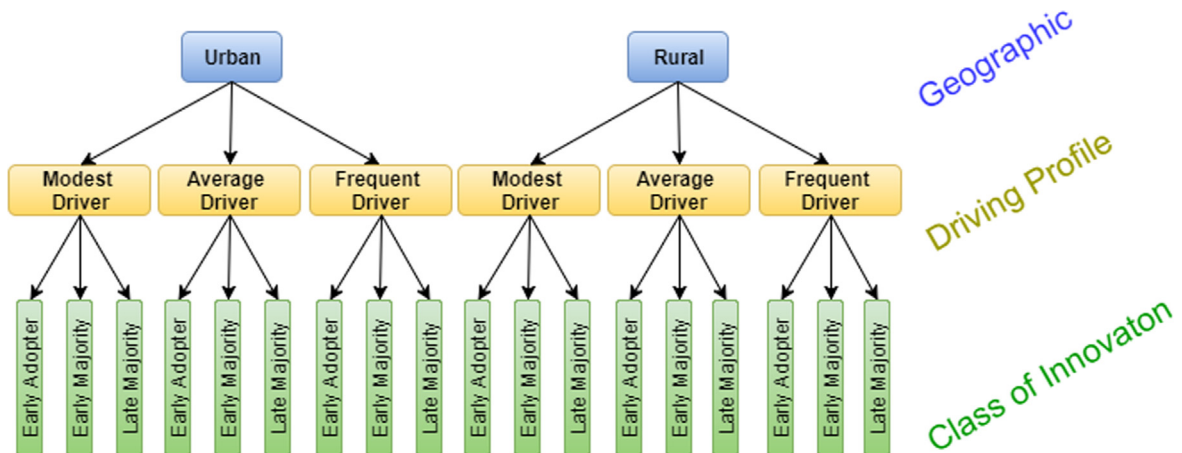 Urban
Rural
Geographic
Modest
Driver
Average
Driver
Frequent
Driver
Modest
Driver
Average
Driver
Frequent
Driver
Driving Profile
Early Adopter
Early Majority
Late Majority
Early Adopter
Early Majority
Late Majority
Early Adopter
Early Majority
Late Majority
Early Adopter
Early Majority
Late Majority
Early Adopter
Early Majority
Late Majority
Early Adopter
Early Majority
Late Majority
Class of Innovaton